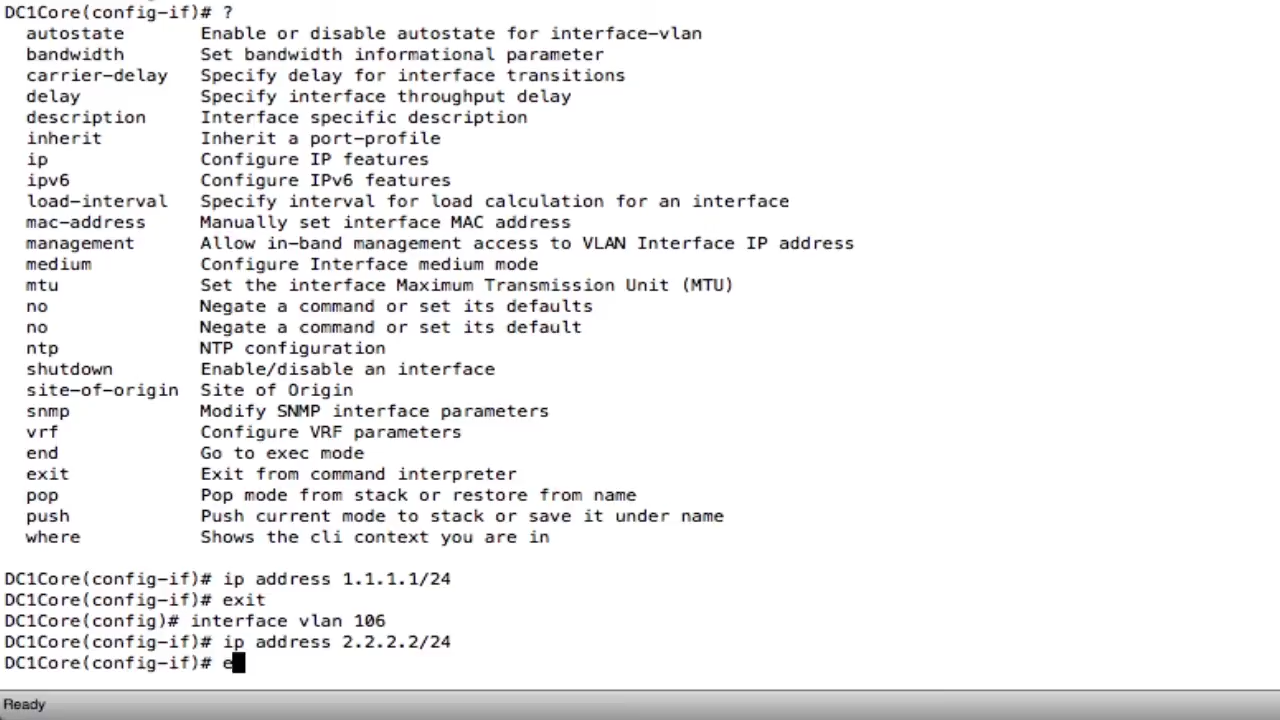 DC1Core(config-if)# ?
autostate Enable or disable autostate for interface-vlan
bandwidth Set bandwidth informational parameter
carrier-delay Specify delay for interface transitions
delay Specify interface throughput delay
description Interface specific description
inherit Inherit a port-profile
ip Configure IP features
ipv6 Configure IPv6 features
load-interval Specify interval for load calculation for an interface
mac-address Manually set interface MAC address
management Allow in-band management access to VLAN Interface IP address
medium Configure Interface medium mode
mtu Set the interface Maximum Transmission Unit (MTU)
no Negate a command or set its defaults
no Negate a command or set its default
ntp NTP configuration
shutdown Enable/disable an interface
site-of-origin Site of Origin
snmp Modify SNMP interface parameters
vrf Configure VRF parameters
end Go to exec mode
exit Exit from command interpreter
pop Pop mode from stack or restore from name
push Push current mode to stack or save it under name
where Shows the cli context you are in
DC1Core(config-if)# ip address 1.1.1.1/24
DC1Core(config-if)# exit
DC1Core(config)# interface vlan 106
DC1Core(config-if)# ip address 2.2.2.2/24
DC1Core(config-if)# e
Ready